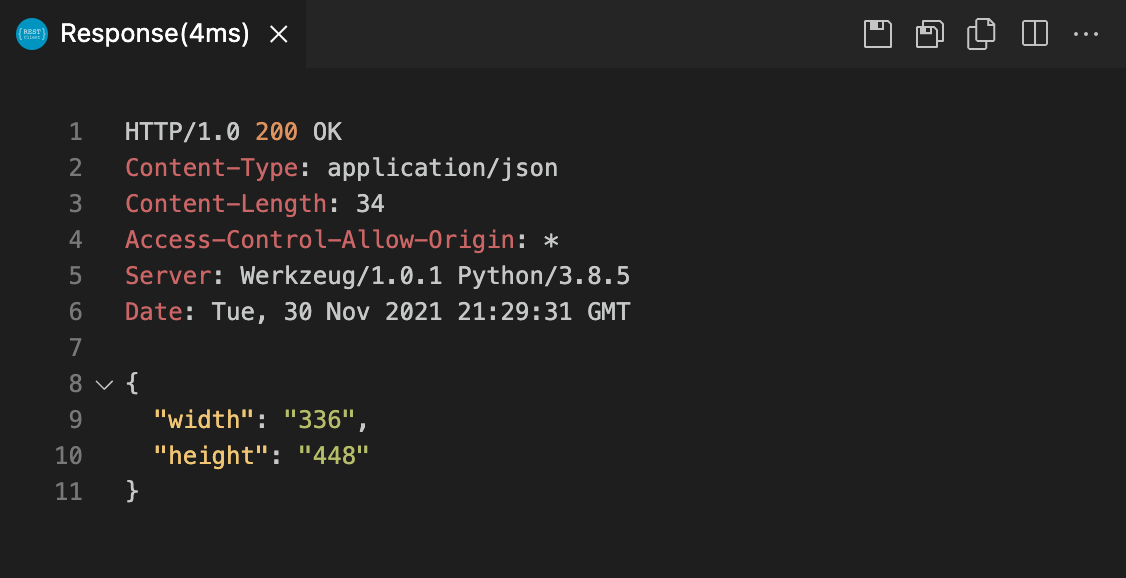 {REST}
Client
Response(4ms)
1 HTTP/1.0 200 OK
2 Content-Type: application/json
3 Content-Length: 34
4 Access-Control-Allow-Origin: *
5 Server: Werkzeug/1.0.1 Python/3.8.5
6 Date: Tue, 30 Nov 2021 21:29:31 GMT
7
8 {
9 "width": "336",
10 "height": "448"
11 }